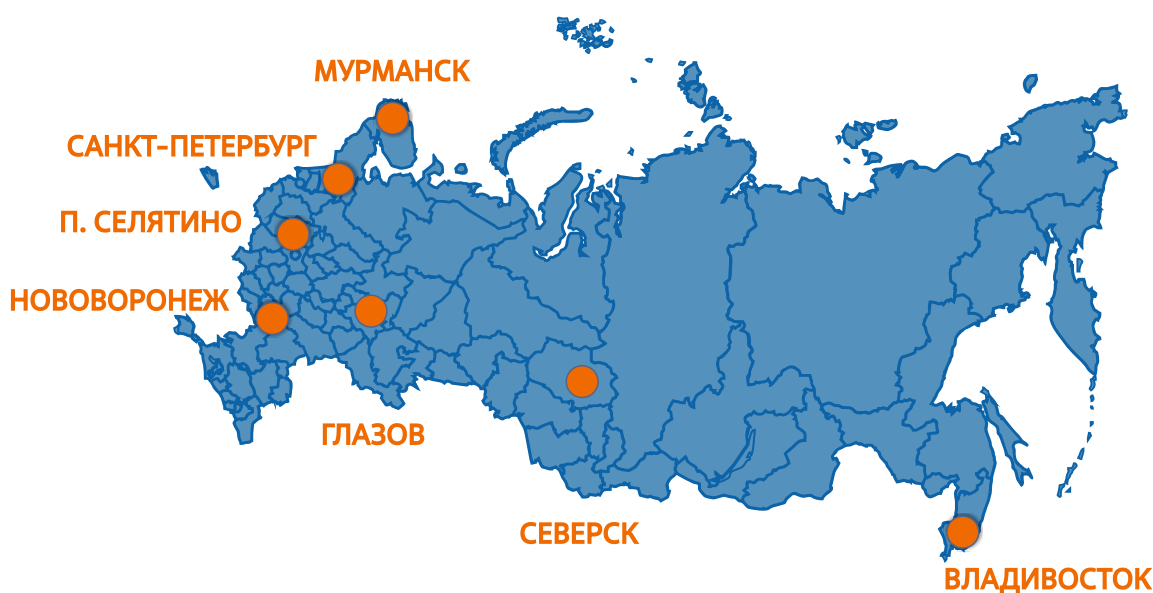 МУРМАНСК
САНКТ-ПЕТЕРБУРГ
П. СЕЛЯТИНО
НОВОВОРОНЕЖ
ГЛАЗОВ
СЕВЕРСК
ВЛАДИВОСТОК